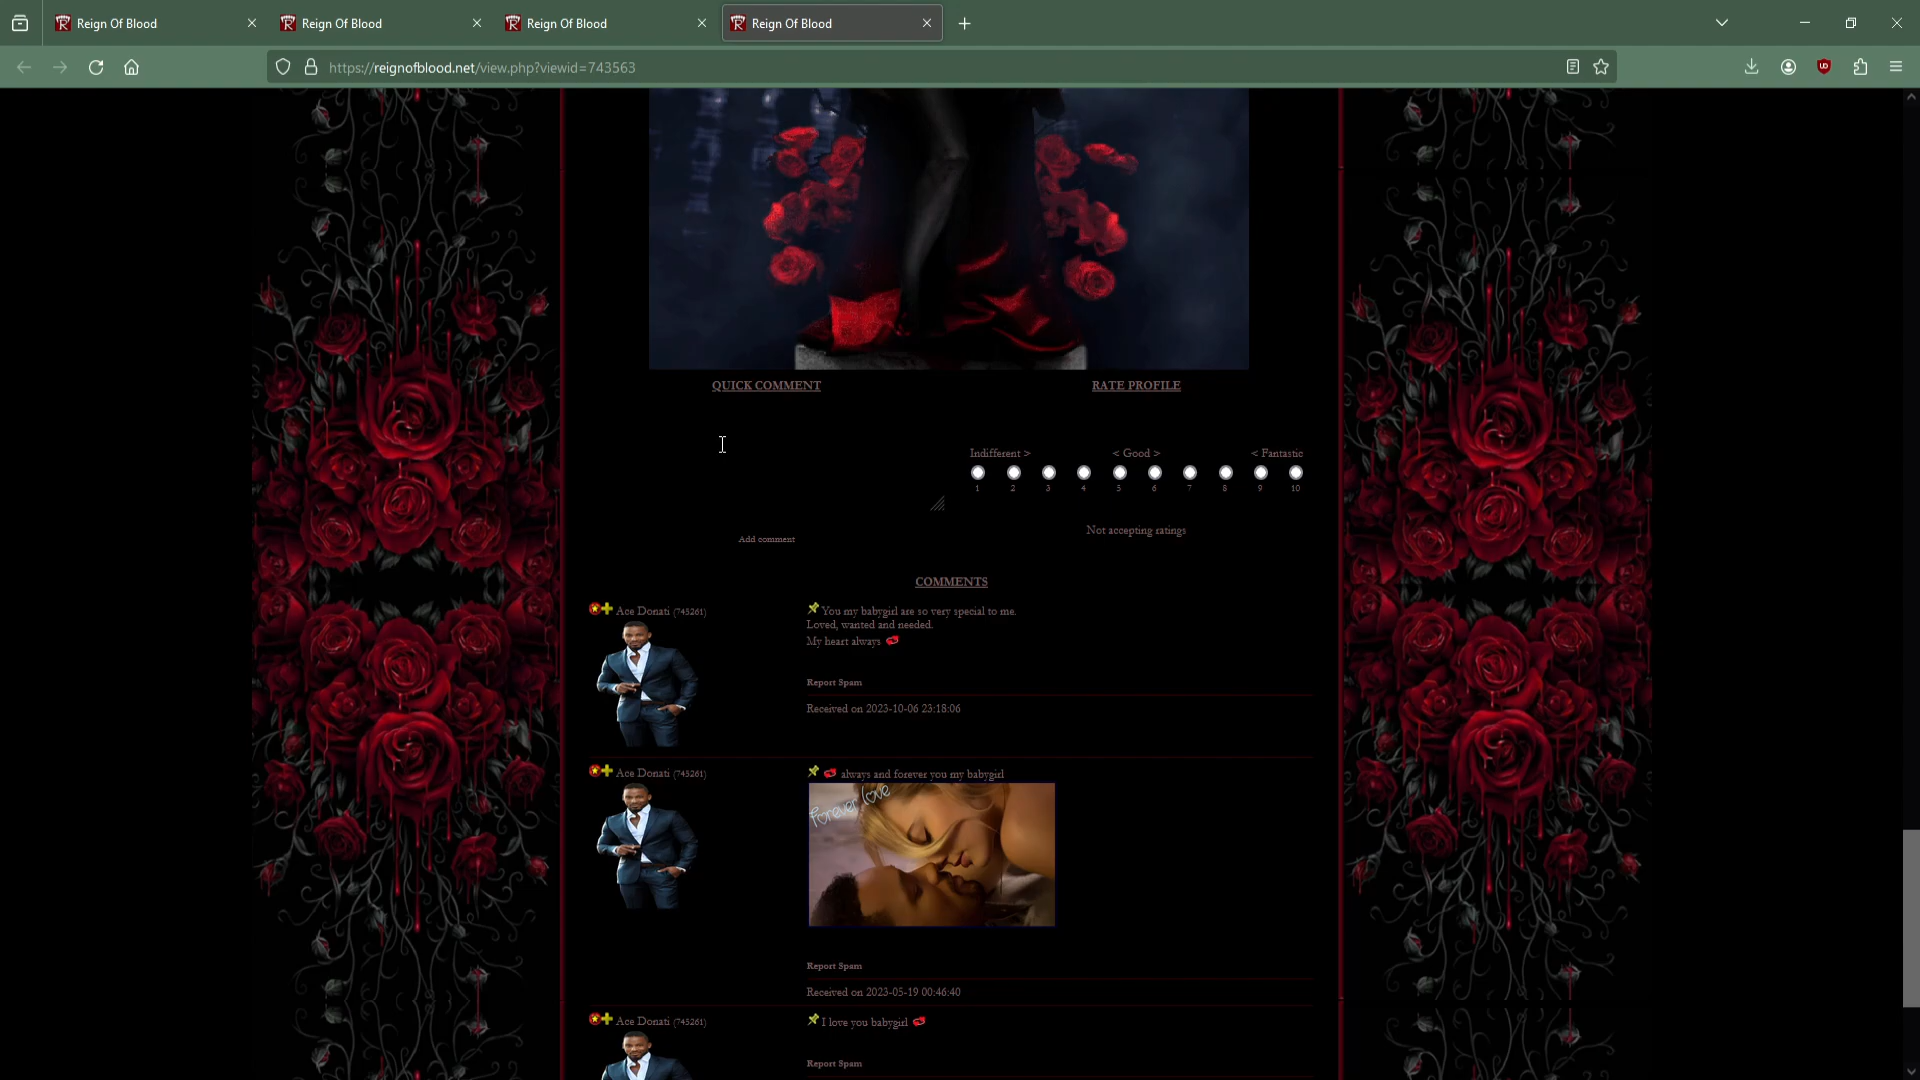 Reign Of Blood
Reign Of Blood
Reign Of Blood
Reign Of Blood
https://reignofblood.net/view.php?viewid=743563
QUICK COMMENT
RATE PROFILE
Indifferent >
< Good >
< Fantastic
1 2 3 4 5 6 7 8 9 10
Not accepting ratings
Add comment
COMMENTS
Ace Donati (745261)
You my babygirl are so very special to me.
Loved, wanted and needed.
My heart always
Report Spam
Received on 2023-10-06 23:18:06
Ace Donati (745261)
always and forever you my babygirl
forever love
Report Spam
Received on 2023-05-19 00:46:40
Ace Donati (745261)
I love you babygirl
Report Spam